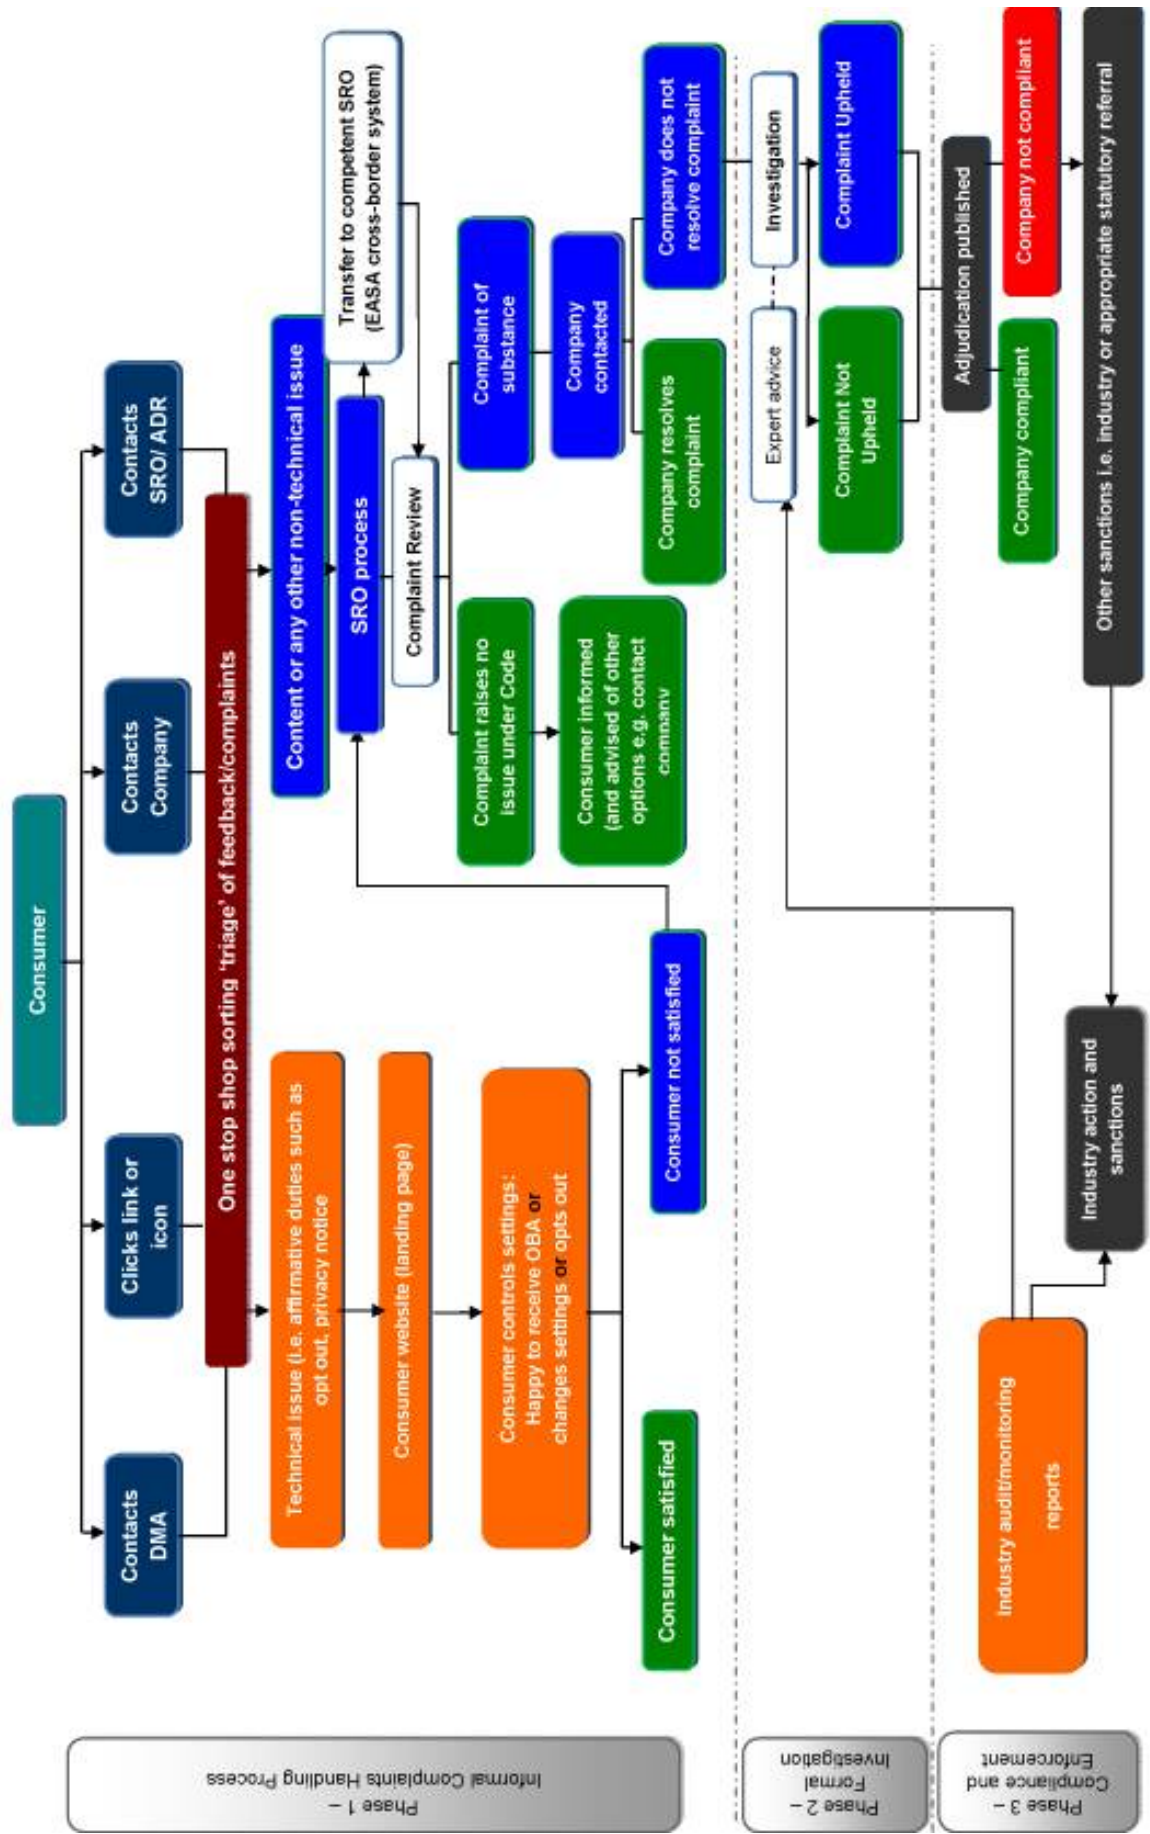 Consumer
Contacts
DMA
Clicks link or
icon
Contacts
Company
Contacts
SRO/ ADR
One stop shop sorting 'triage' of feedback/complaints
Technical issue (i.e. affirmative duties such as
opt out, privacy notice
Consumer website (landing page)
Consumer controls settings:
Happy to receive OBA or
changes settings or opts out
Consumer satisfied
Consumer not satisfied
Content or any other non-technical issue
SRO process
Transfer to competent SRO
(EASA cross-border system)
Complaint Review
Complaint raises no
issue under Code
Consumer informed
(and advised of other
options e.g. contact
company
Complaint of
substance
Company
contacted
Company resolves
complaint
Company does not
resolve complaint
Expert advice
Investigation
Complaint Not
Upheld
Complaint Upheld
Adjudication published
Company compliant
Company not compliant
Other sanctions i.e. industry or appropriate statutory referral
Industry audit/monitoring
reports
Industry action and
sanctions
Phase 1 –
Informal Complaints Handling Process
Phase 2 –
Formal
Investigation
Phase 3 –
Compliance and
Enforcement